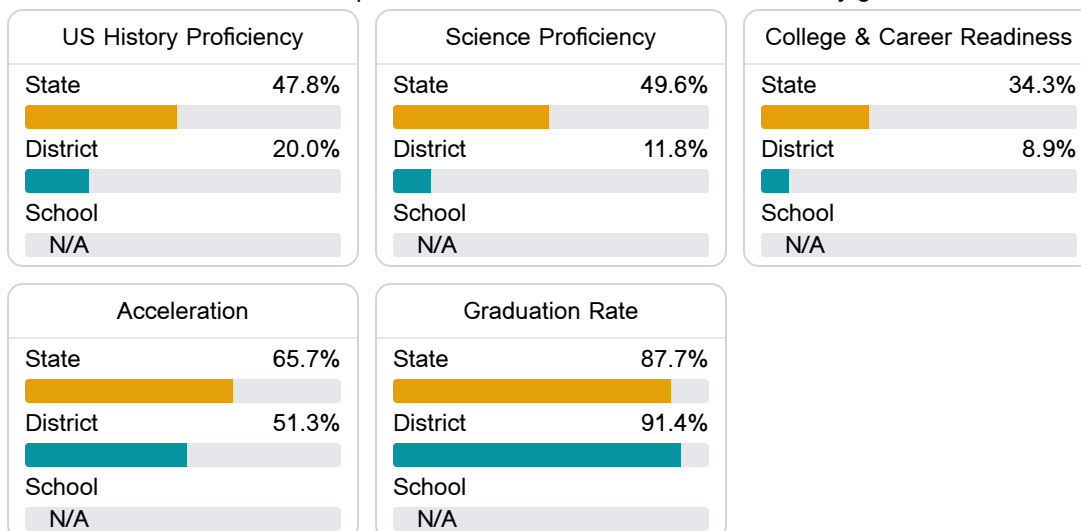 US History Proficiency
State 47.8%
District 20.0%
School
N/A
Science Proficiency
State 49.6%
District 11.8%
School
N/A
College & Career Readiness
State 34.3%
District 8.9%
School
N/A
Acceleration
State 65.7%
District 51.3%
School
N/A
Graduation Rate
State 87.7%
District 91.4%
School
N/A